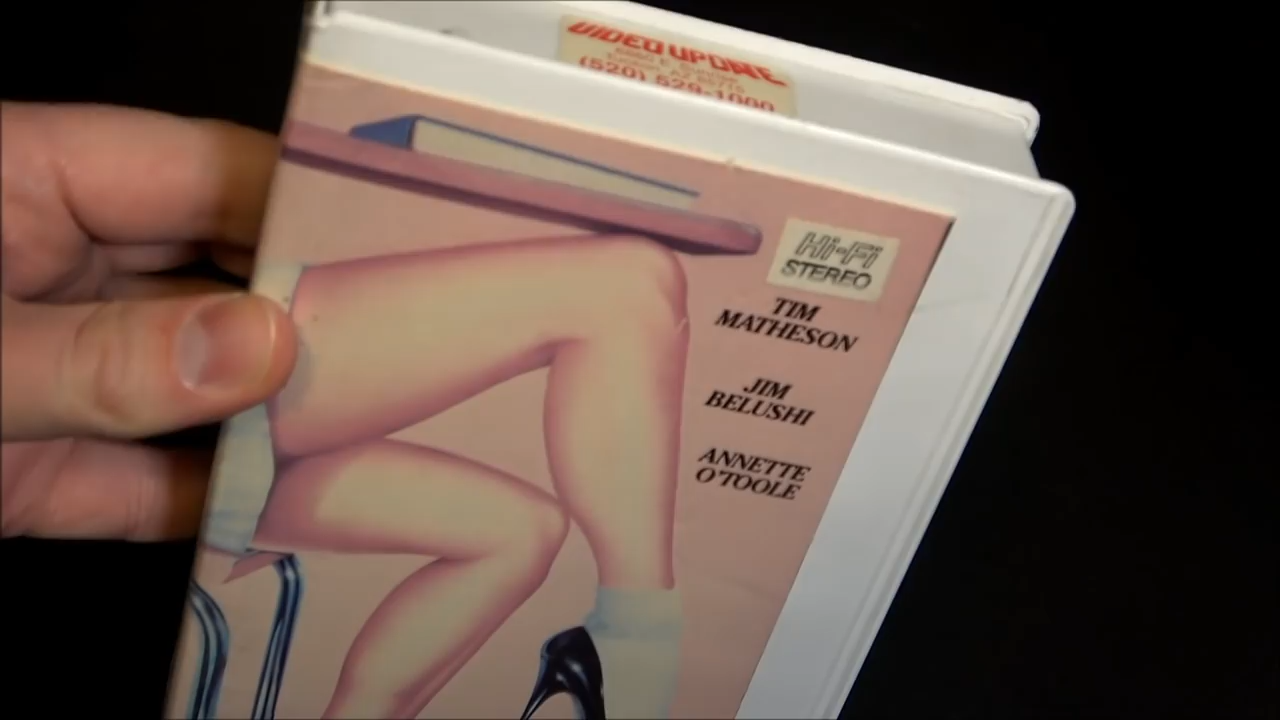 VIDEO UPDATE
(520) 529-1000
Hi-Fi
STEREO
TIM
MATHESON
JIM
BELUSHI
ANNETTE
O'TOOLE